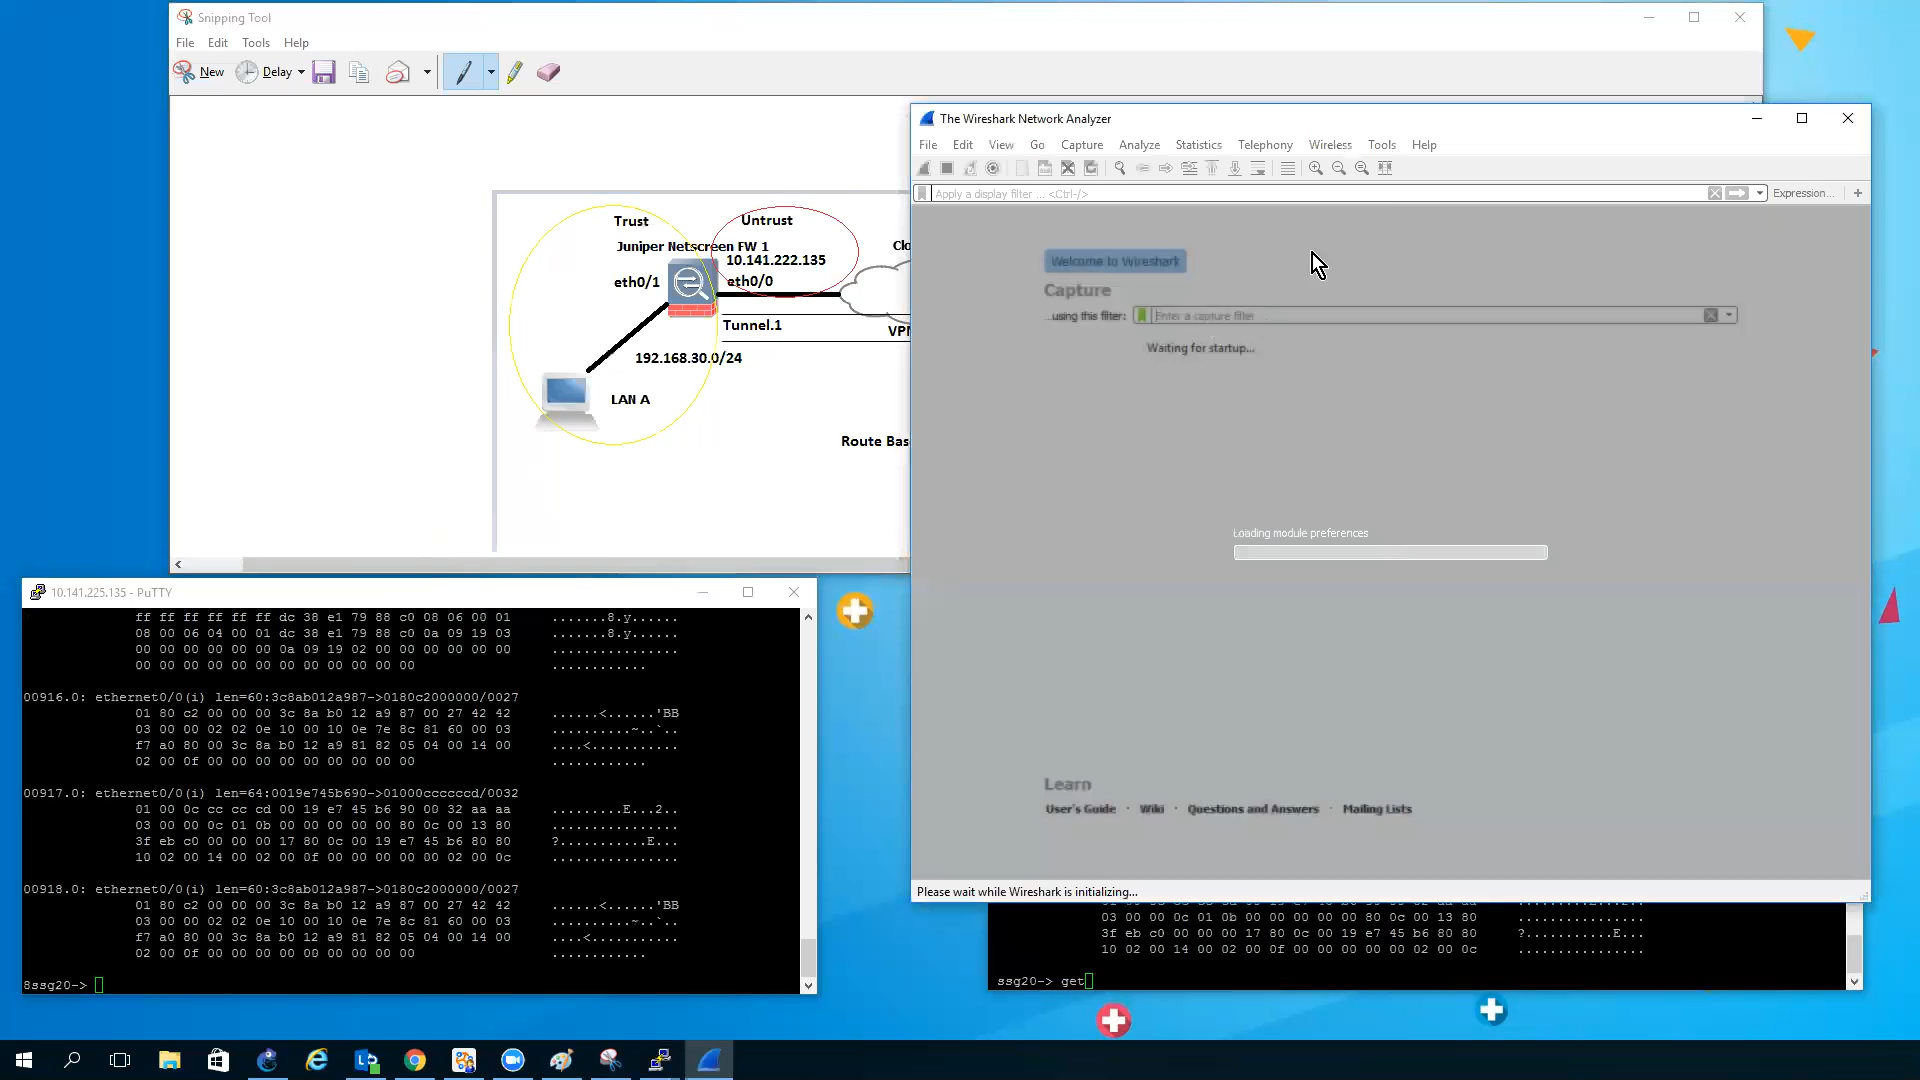 Snipping Tool
File Edit Tools Help
New Delay
Trust Untrust
Juniper Netscreen FW 1
10.141.222.135
eth0/1 eth0/0
Tunnel.1
192.168.30.0/24
LAN A
Clo
VPN
Route Bas
The Wireshark Network Analyzer
File Edit View Go Capture Analyze Statistics Telephony Wireless Tools Help
Apply a display filter ... <Ctrl-/> Expression... +
Welcome to Wireshark
Capture
...using this filter: Enter a capture filter ...
Waiting for startup...
Loading module preferences
Learn
User's Guide · Wiki · Questions and Answers · Mailing Lists
Please wait while Wireshark is initializing...
10.141.225.135 - PuTTY
ff ff ff ff ff ff dc 38 e1 79 88 c0 08 06 00 01 .......8.y......
08 00 06 04 00 01 dc 38 e1 79 88 c0 0a 09 19 03 .......8.y......
00 00 00 00 00 00 0a 09 19 02 00 00 00 00 00 00 ................
00 00 00 00 00 00 00 00 00 00 00 00 ............
00916.0: ethernet0/0(i) len=60:3c8ab012a987->0180c2000000/0027
01 80 c2 00 00 00 3c 8a b0 12 a9 87 00 27 42 42 ......<......'BB
03 00 00 02 02 0e 10 00 10 0e 7e 8c 81 60 00 03 ..........~..`..
f7 a0 80 00 3c 8a b0 12 a9 81 82 05 04 00 14 00 ....<...........
02 00 0f 00 00 00 00 00 00 00 00 00 ............
00917.0: ethernet0/0(i) len=64:0019e745b690->01000ccccccd/0032
01 00 0c cc cc cd 00 19 e7 45 b6 90 00 32 aa aa .........E...2..
03 00 00 0c 01 0b 00 00 00 00 00 80 0c 00 13 80 ................
3f eb c0 00 00 00 17 80 0c 00 19 e7 45 b6 80 80 ?...........E...
10 02 00 14 00 02 00 0f 00 00 00 00 00 02 00 0c ................
00918.0: ethernet0/0(i) len=60:3c8ab012a987->0180c2000000/0027
01 80 c2 00 00 00 3c 8a b0 12 a9 87 00 27 42 42 ......<......'BB
03 00 00 02 02 0e 10 00 10 0e 7e 8c 81 60 00 03 ..........~..`..
f7 a0 80 00 3c 8a b0 12 a9 81 82 05 04 00 14 00 ....<...........
02 00 0f 00 00 00 00 00 00 00 00 00 ............
8ssg20->
03 00 00 0c 01 0b 00 00 00 00 00 80 0c 00 13 80 ................
3f eb c0 00 00 00 17 80 0c 00 19 e7 45 b6 80 80 ?...........E...
10 02 00 14 00 02 00 0f 00 00 00 00 00 02 00 0c ................
ssg20-> get